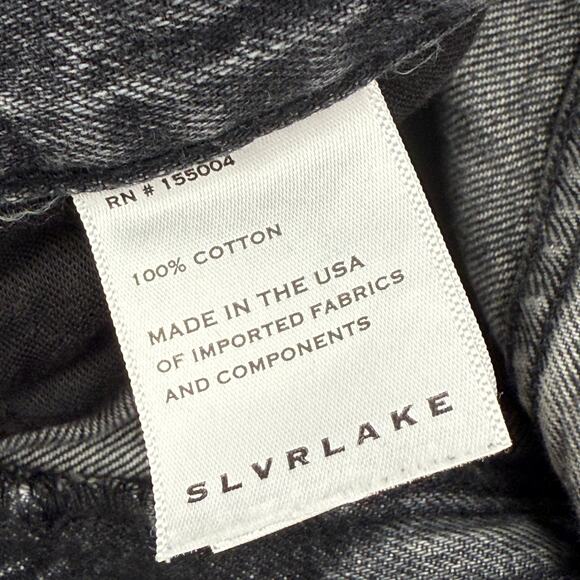 RN # 155004
100% COTTON
MADE IN THE USA
OF IMPORTED FABRICS
AND COMPONENTS
SLVRLAKE